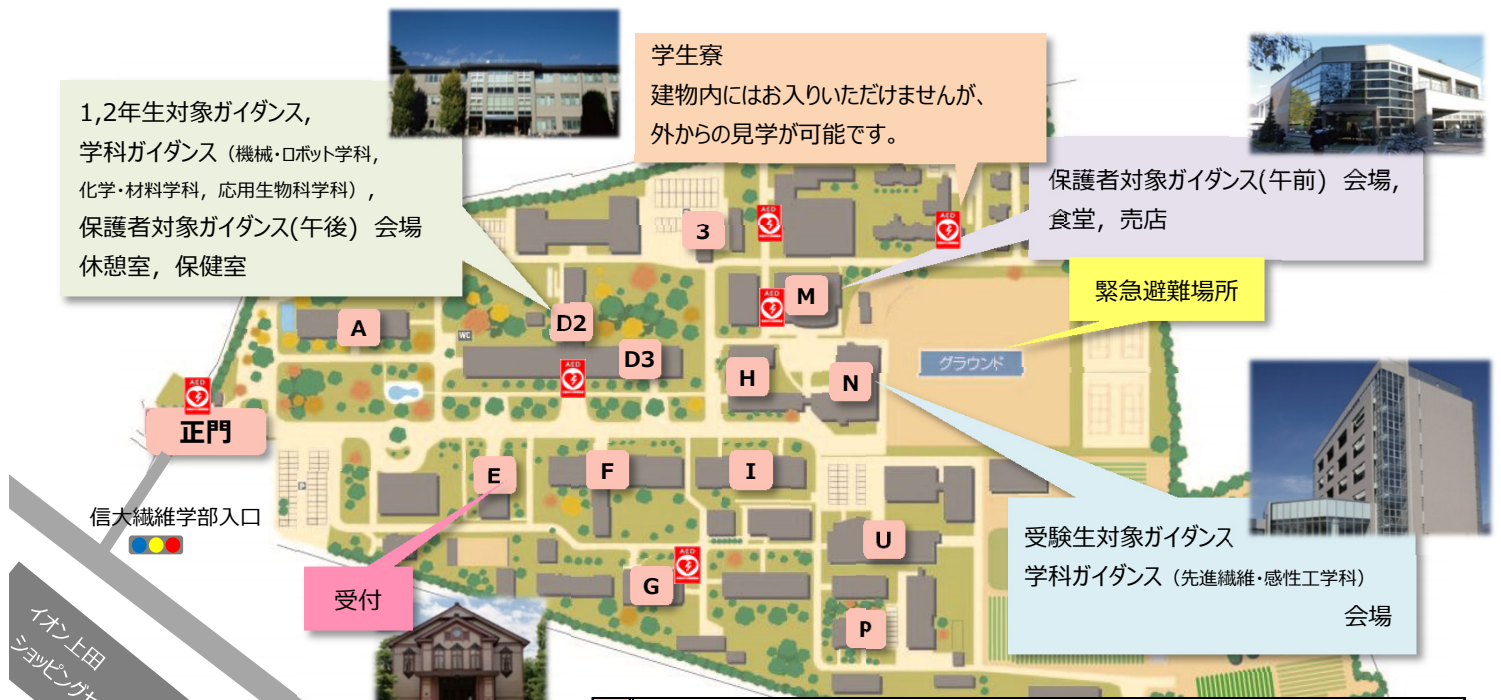 1,2年生対象ガイダンス,
学科ガイダンス（機械・ロボット学科,
化学・材料学科，応用生物科学科），
保護者対象ガイダンス(午後) 会場
休憩室，保健室
学生寮
建物内にはお入りいただけませんが、
外からの見学が可能です。
保護者対象ガイダンス(午前) 会場,
食堂，売店
緊急避難場所
グラウンド
3
AED
AED
M
AED
A
D2
WC
D3
AED
H
N
AED
正門
E
F
I
P
信大繊維学部入口
受付
G
AED
U
P
受験生対象ガイダンス
学科ガイダンス（先進繊維・感性工学科）
会場
イオン上田
ショッピング